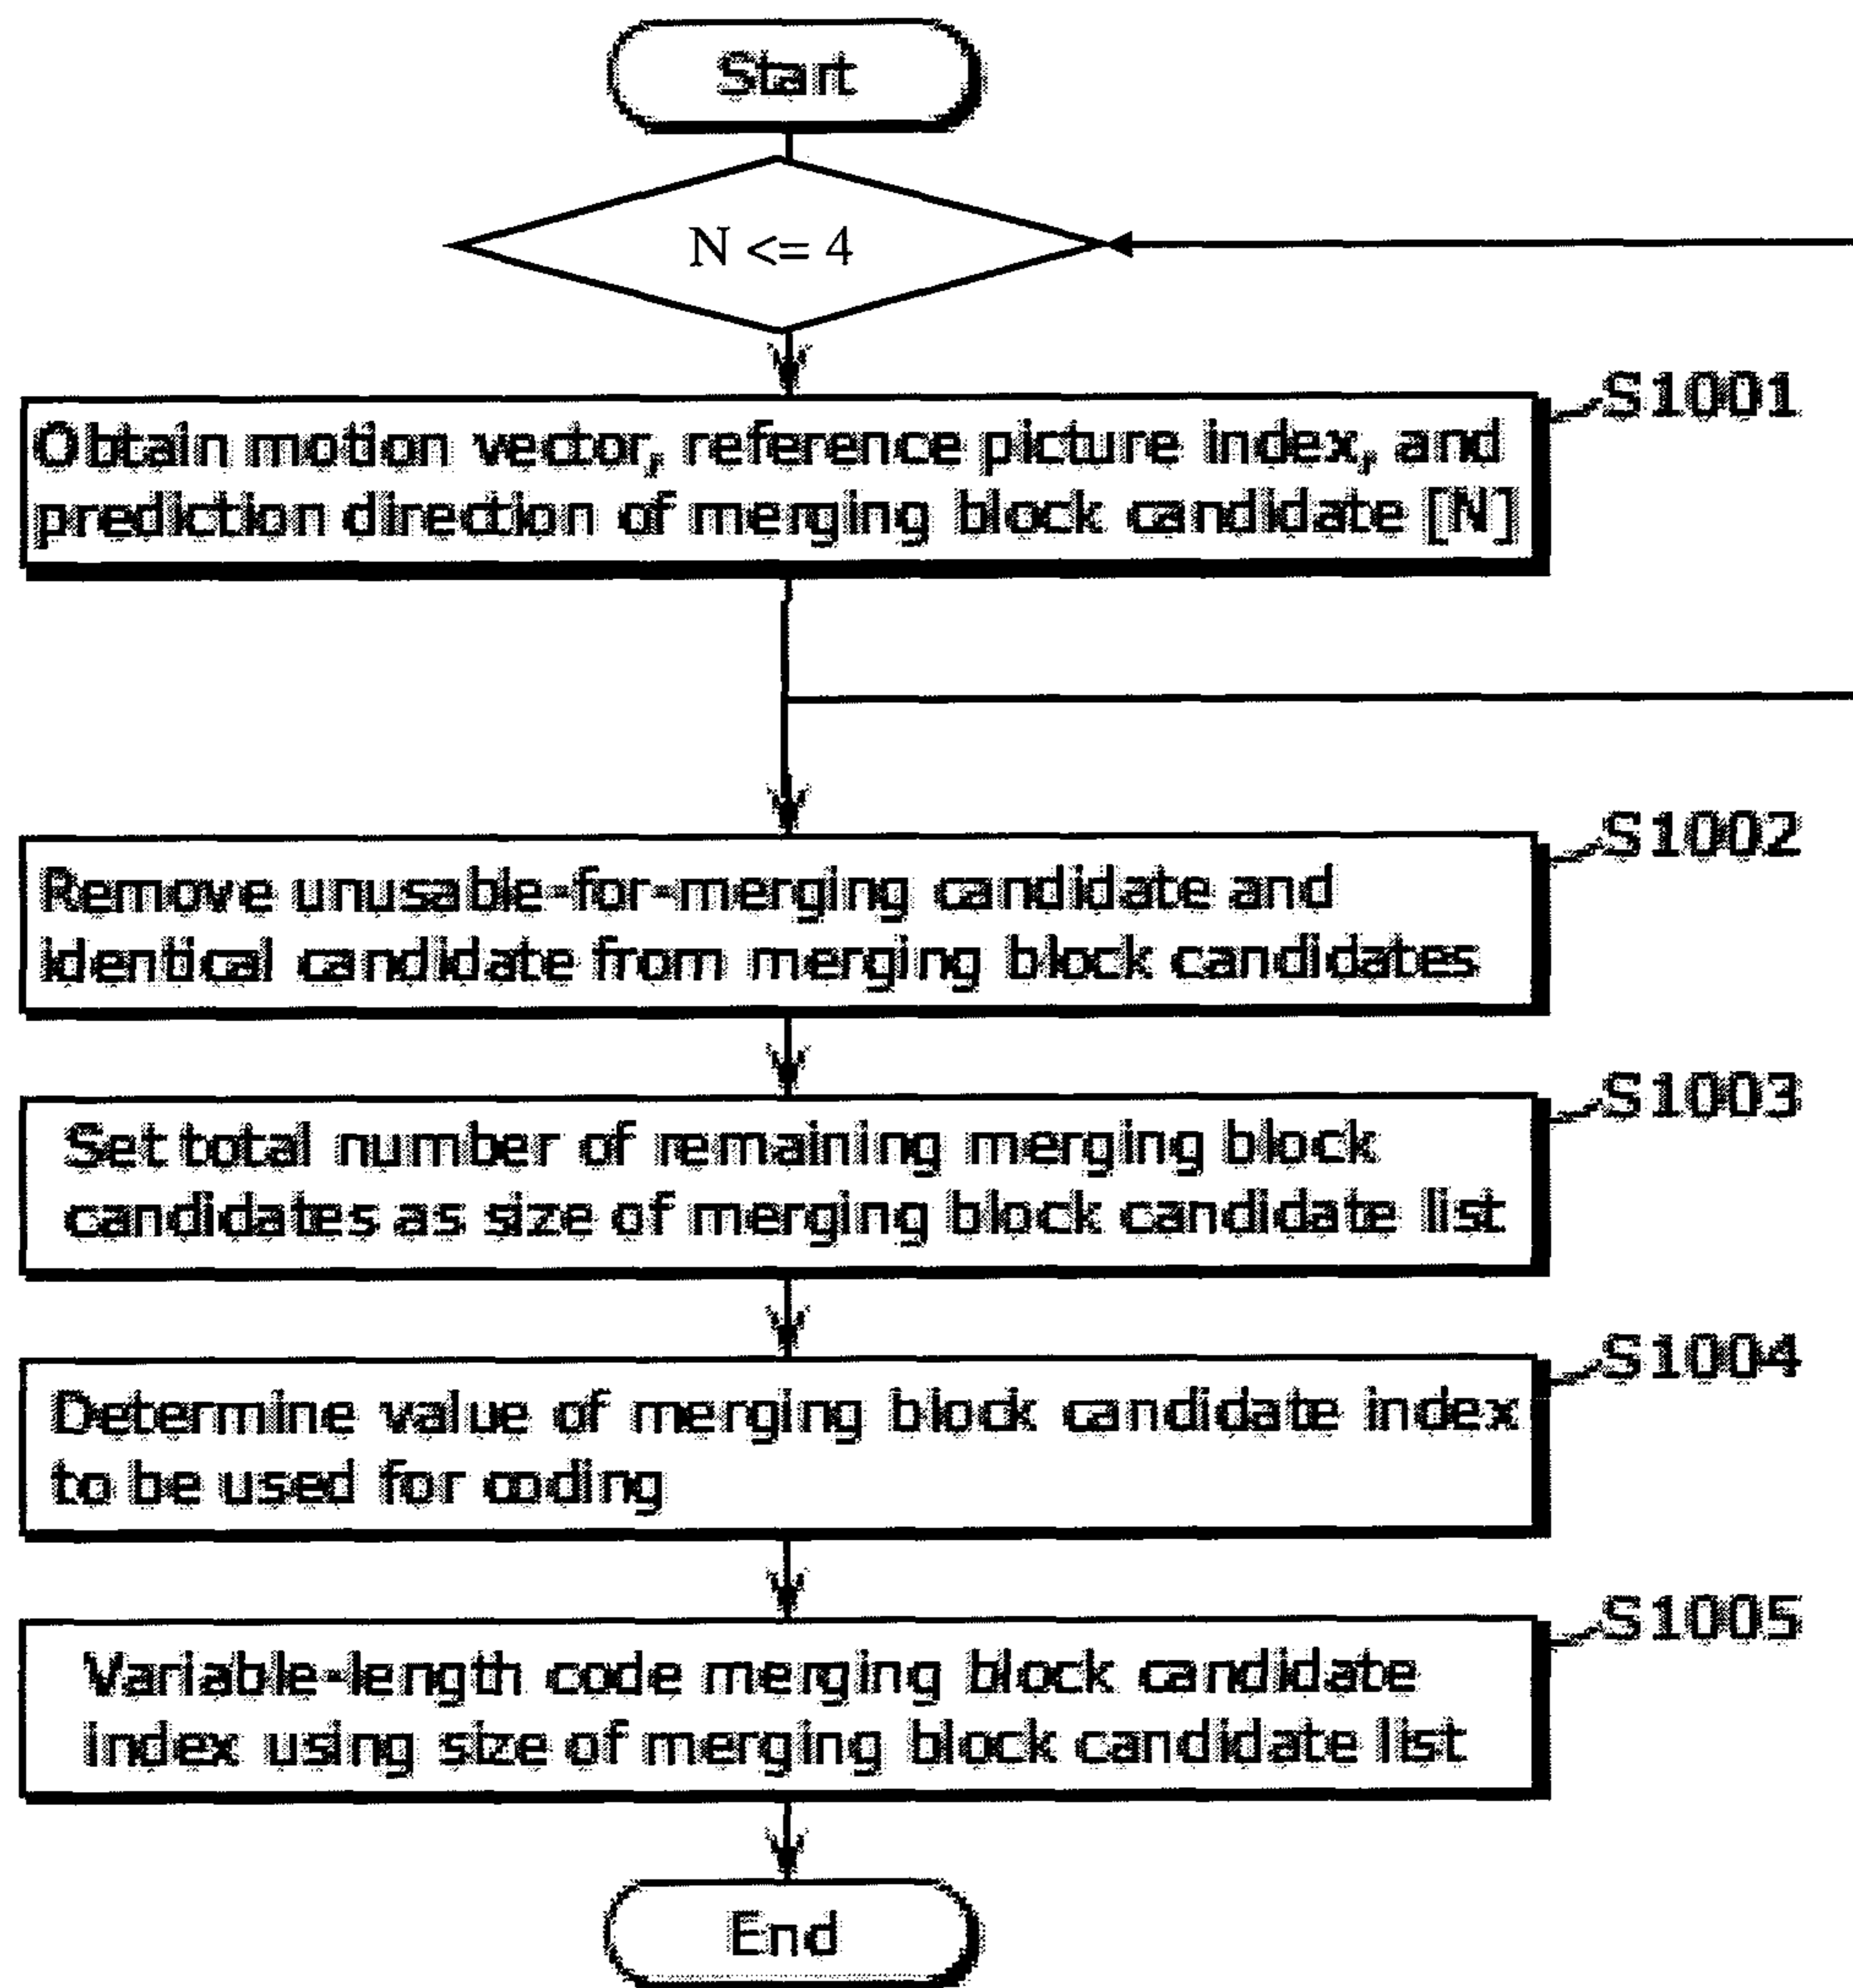 Start
N <= 4
S1001
Obtain motion vector, reference picture index, and
prediction direction of merging block candidate [N]
S1002
Remove unusable-for-merging candidate and
identical candidate from merging block candidates
S1003
Set total number of remaining merging block
candidates as size of merging block candidate list
S1004
Determine value of merging block candidate index
to be used for coding
S1005
Variable-length code merging block candidate
index using size of merging block candidate list
End